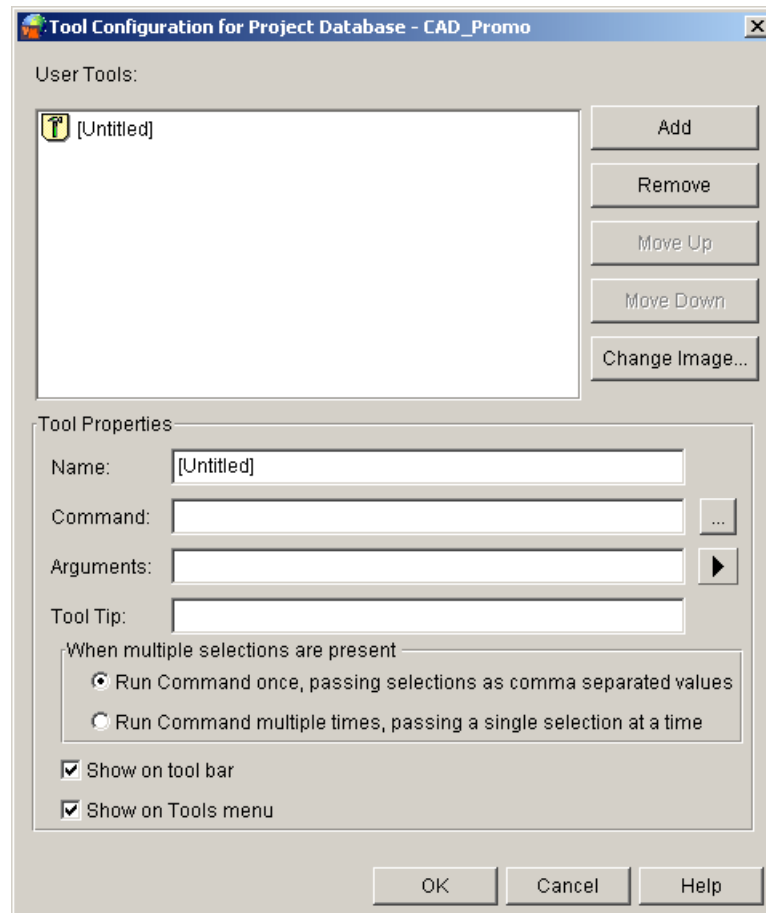 Tool Configuration for Project Database - CAD_Promo
User Tools:
[Untitled]
Add
Remove
Move Up
Move Down
Change Image...
Tool Properties
Name:
[Untitled]
Command:
...
Arguments:
Tool Tip:
When multiple selections are present
Run Command once, passing selections as comma separated values
Run Command multiple times, passing a single selection at a time
Show on tool bar
Show on Tools menu
OK
Cancel
Help